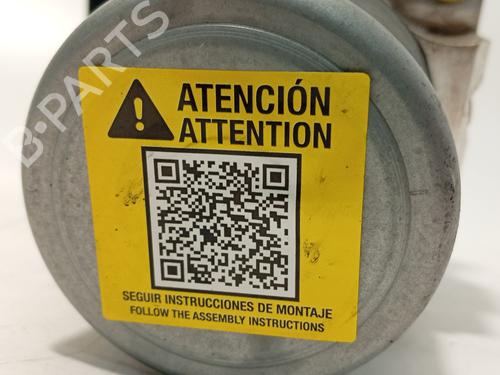 B-PARTS
ATENCIÓN
ATTENTION
SEGUIR INSTRUCCIONES DE MONTAJE
FOLLOW THE ASSEMBLY INSTRUCTIONS